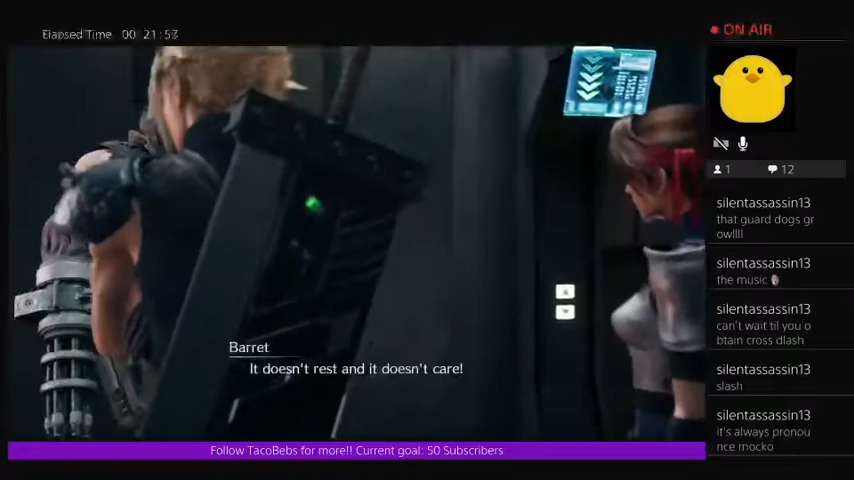 Elapsed Time 00 21:57
ON AIR
1
12
silentassassin13
that guard dogs gr
owllll
silentassassin13
the music
silentassassin13
can't wait til you o
btain cross dlash
silentassassin13
slash
silentassassin13
it's always pronou
nce mocko
Barret
It doesn't rest and it doesn't care!
Follow TacoBebs for more!! Current goal: 50 Subscribers